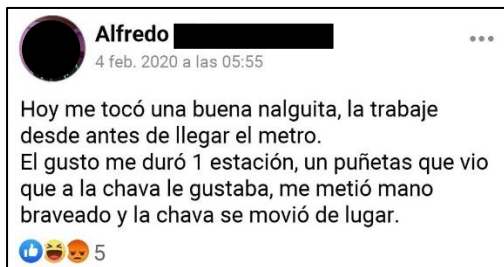 Alfredo
4 feb. 2020 a las 05:55
Hoy me tocó una buena nalguita, la trabaje
desde antes de llegar el metro.
El gusto me duró 1 estación, un puñetas que vio
que a la chava le gustaba, me metió mano
braveado y la chava se movió de lugar.
5